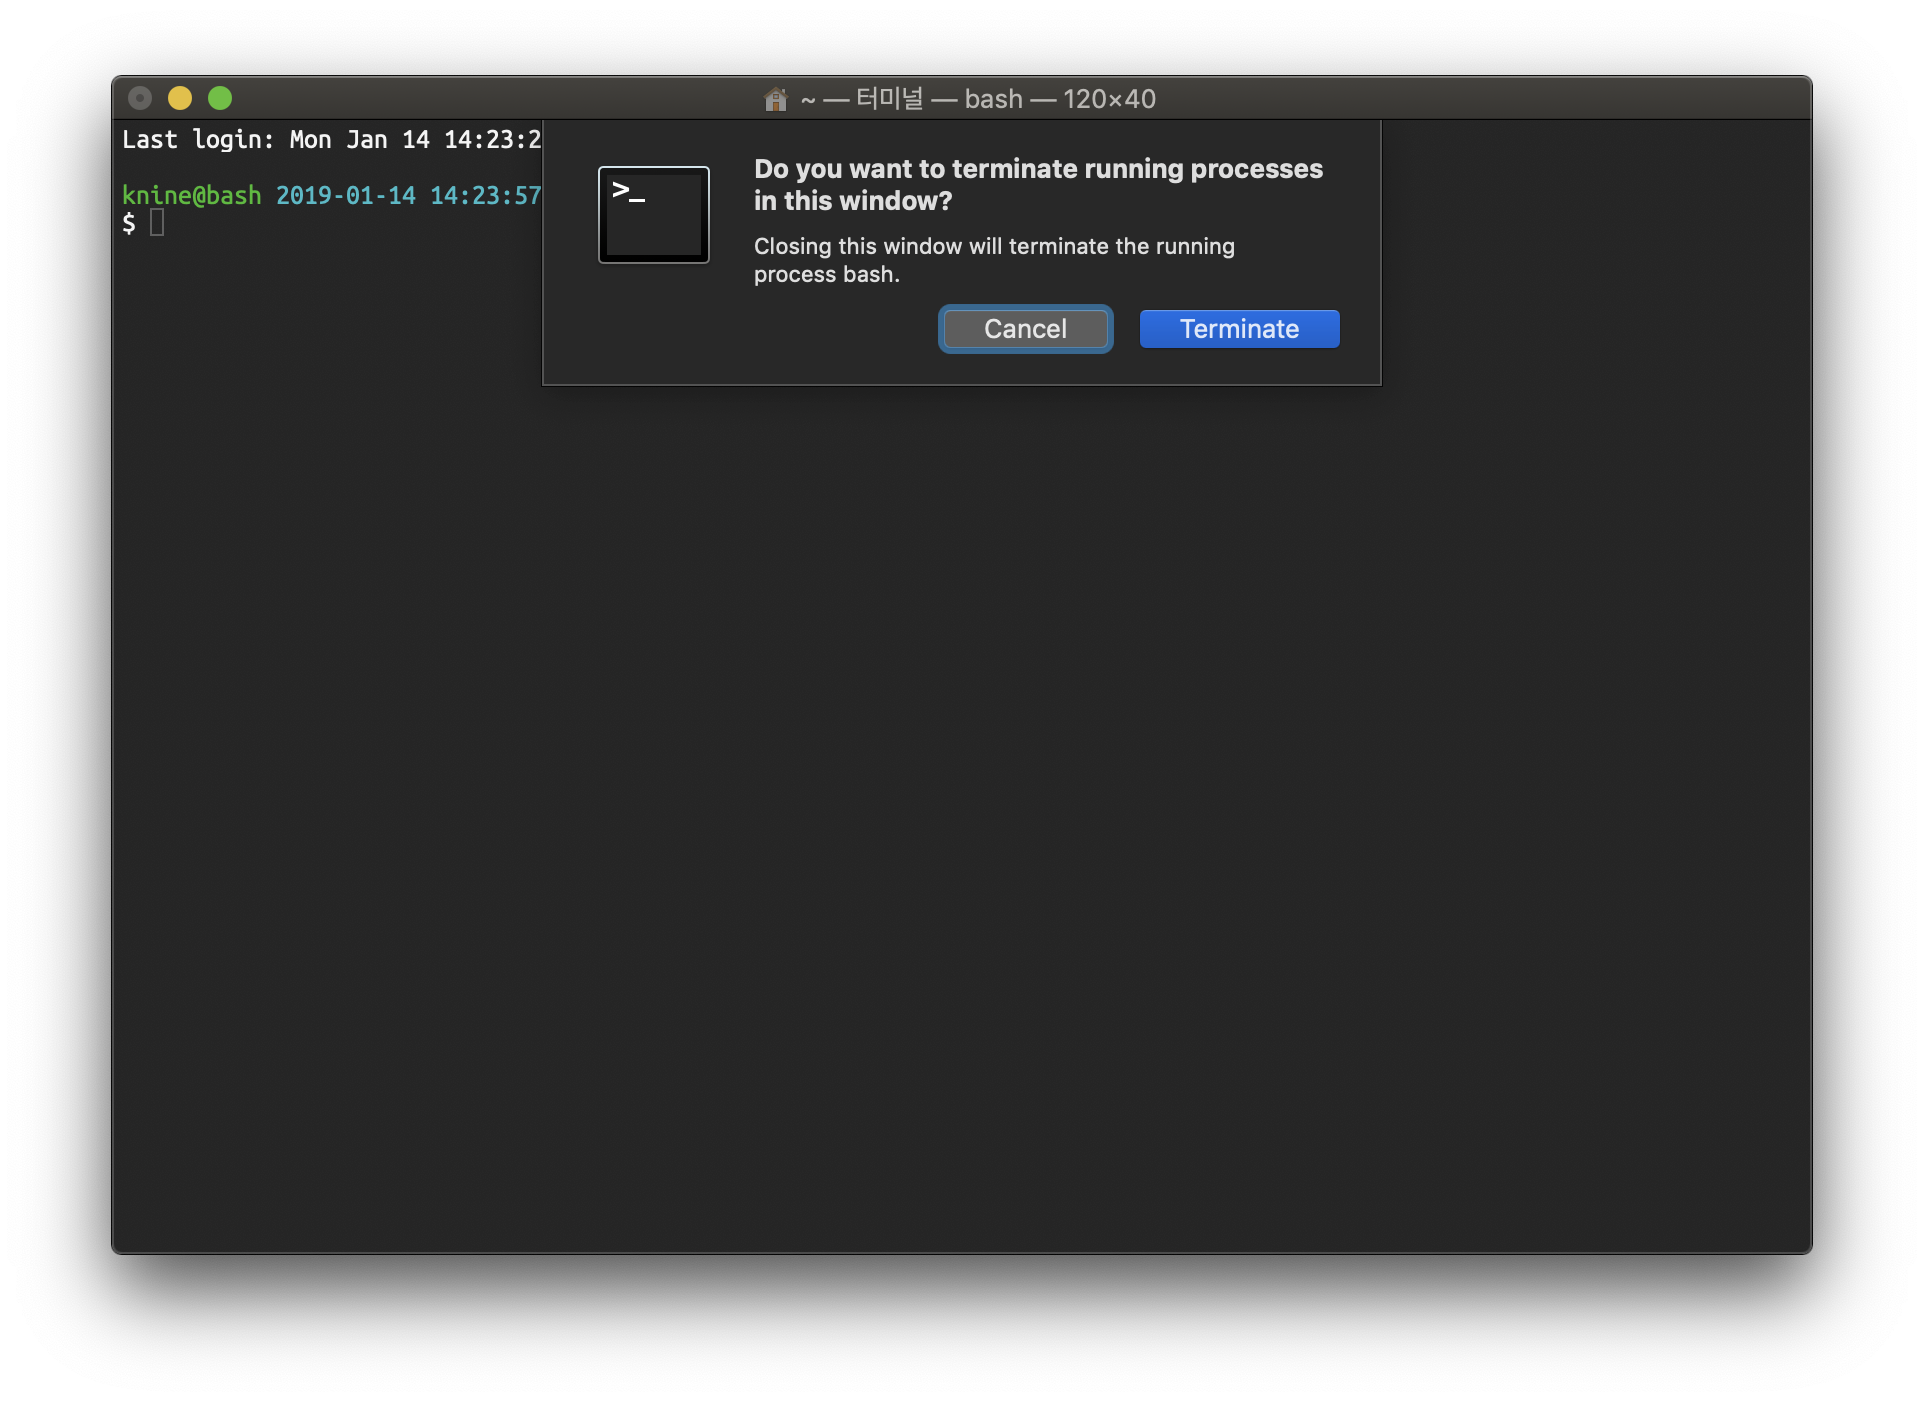 ~ — 터미널 — bash — 120×40
Last login: Mon Jan 14 14:23:2
knine@bash 2019-01-14 14:23:57
$
>_
Do you want to terminate running processes
in this window?
Closing this window will terminate the running
process bash.
Cancel
Terminate